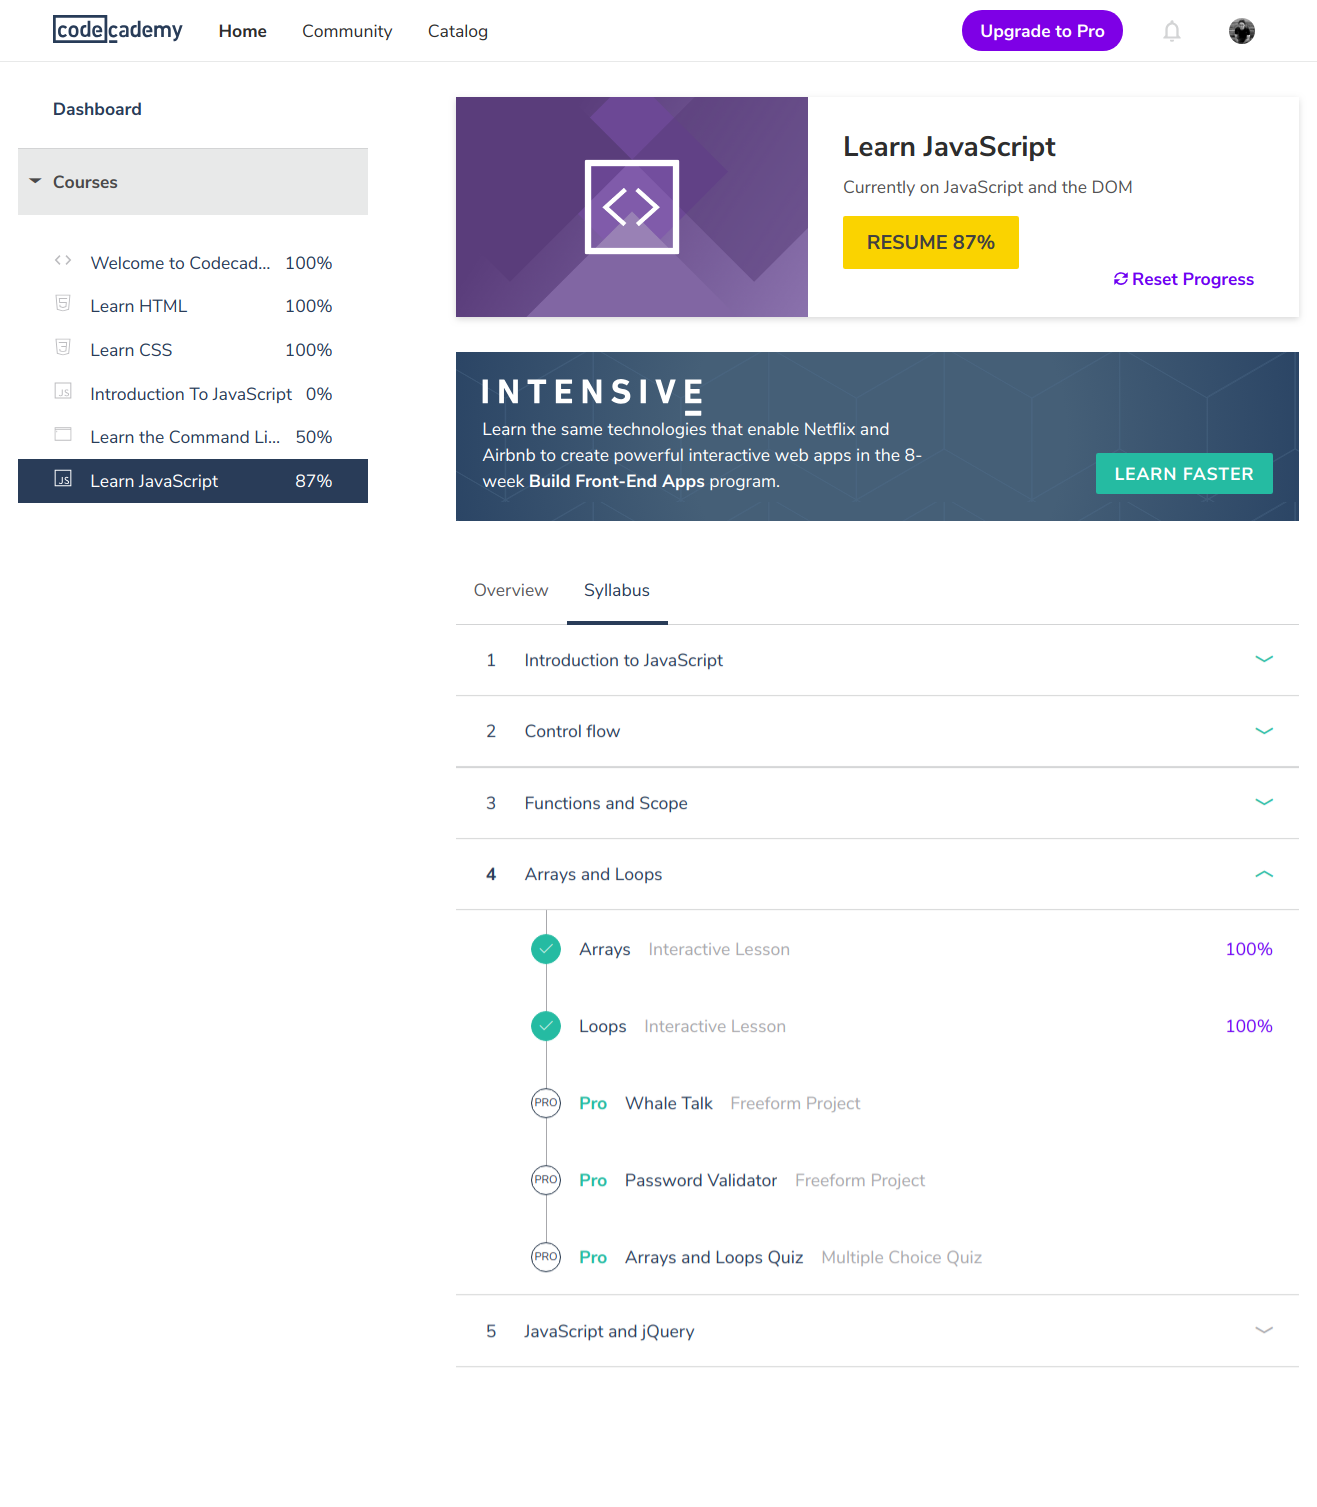 codecademy Home Community Catalog Upgrade to Pro
Dashboard
Courses
Welcome to Codecad... 100%
Learn HTML 100%
Learn CSS 100%
JS Introduction To JavaScript 0%
Learn the Command Li... 50%
JS Learn JavaScript 87%
Learn JavaScript
Currently on JavaScript and the DOM
RESUME 87%
Reset Progress
INTENSIVE
Learn the same technologies that enable Netflix and
Airbnb to create powerful interactive web apps in the 8-
week Build Front-End Apps program.
LEARN FASTER
Overview Syllabus
1 Introduction to JavaScript
2 Control flow
3 Functions and Scope
4 Arrays and Loops
Arrays Interactive Lesson 100%
Loops Interactive Lesson 100%
PRO Pro Whale Talk Freeform Project
PRO Pro Password Validator Freeform Project
PRO Pro Arrays and Loops Quiz Multiple Choice Quiz
5 JavaScript and jQuery